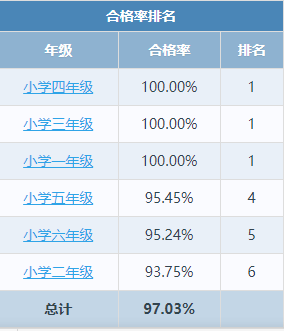 合格率排名
年级 合格率 排名
小学四年级 100.00% 1
小学三年级 100.00% 1
小学一年级 100.00% 1
小学五年级 95.45% 4
小学六年级 95.24% 5
小学二年级 93.75% 6
总计 97.03%